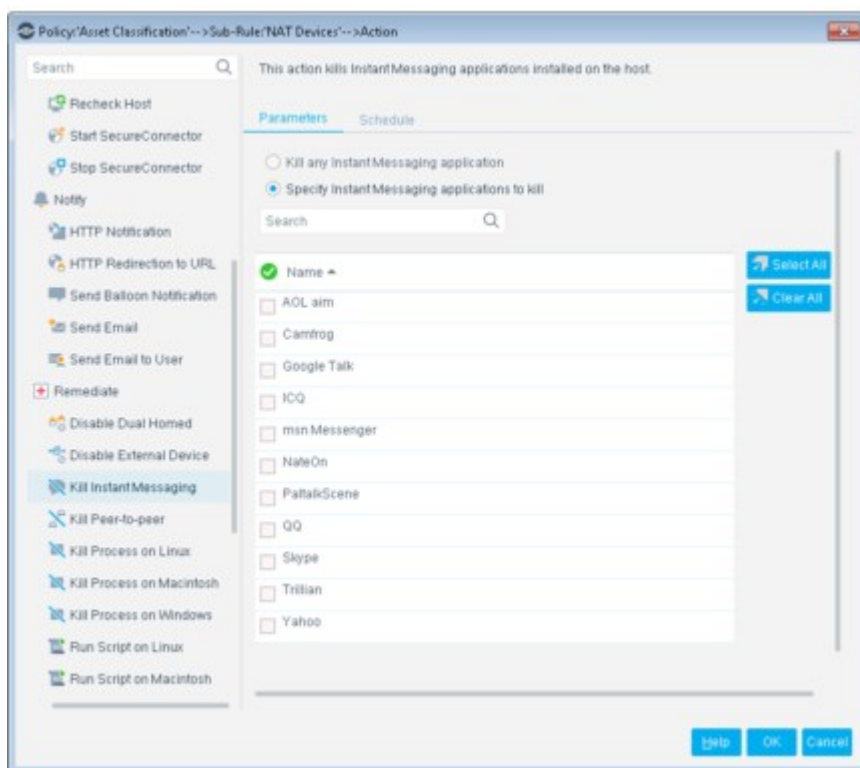 Policy:'Asset Classification'-->Sub-Rule:'NAT Devices'-->Action
Search
Recheck Host
Start SecureConnector
Stop SecureConnector
Notify
HTTP Notification
HTTP Redirection to URL
Send Balloon Notification
Send Email
Send Email to User
Remediate
Disable Dual Homed
Disable External Device
Kill Instant Messaging
Kill Peer-to-peer
Kill Process on Linux
Kill Process on Macintosh
Kill Process on Windows
Run Script on Linux
Run Script on Macintosh
This action kills Instant Messaging applications installed on the host.
Parameters Schedule
Kill any Instant Messaging application
Specify Instant Messaging applications to kill
Search
Name
AOL aim
Camfrog
Google Talk
ICQ
msn Messenger
NateOn
PaltalkScene
QQ
Skype
Trillian
Yahoo
Select All
Clear All
Help OK Cancel